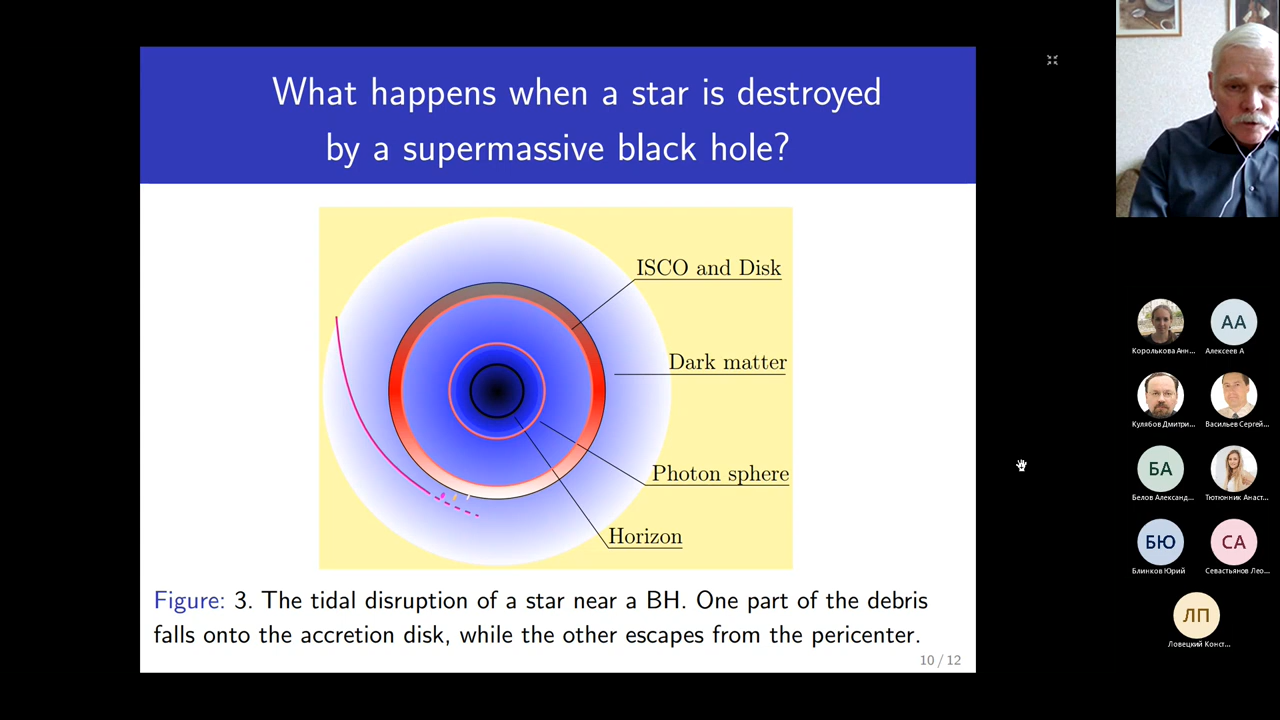 What happens when a star is destroyed
by a supermassive black hole?
ISCO and Disk
Dark matter
Photon sphere
Horizon
Figure: 3. The tidal disruption of a star near a BH. One part of the debris
falls onto the accretion disk, while the other escapes from the pericenter.
10 / 12
Королькова Анн...
АА
Алексеев А
Кулябов Дмитри...
Васильев Сергей...
БА
Белов Александ...
Тютюнник Анаст...
БЮ
Блинков Юрий
СА
Севастьянов Лео...
ЛП
Ловецкий Конст...